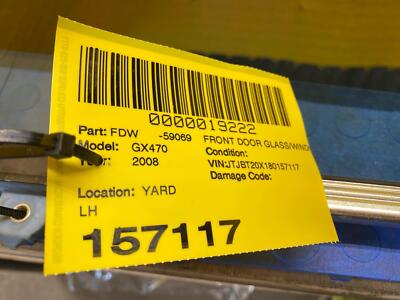 0000019222
Part: FDW -59069 FRONT DOOR GLASS/WIND
Model: GX470 Condition:
Year: 2008 VIN:JTJBT20X180157117
Damage Code:
Location: YARD
LH
157117